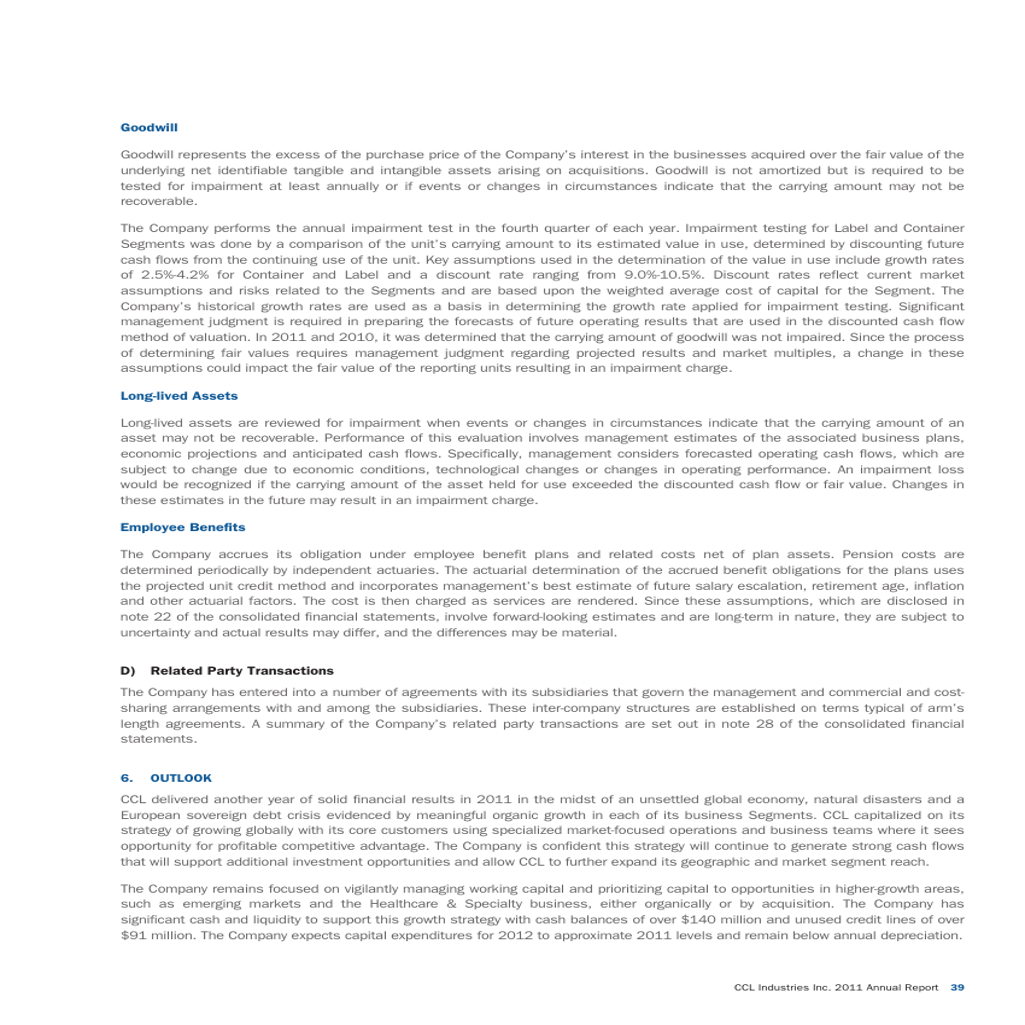 Goodwill
Goodwill represents the excess of the purchase price of the Company's interest in the businesses acquired over the fair value of the
underlying net identifiable tangible and intangible assets arising on acquisitions. Goodwill is not amortized but is required to be
tested for impairment at least annually or if events or changes in circumstances indicate that the carrying amount may not be
recoverable.
The Company performs the annual impairment test in the fourth quarter of each year. Impairment testing for Label and Container
Segments was done by a comparison of the unit's carrying amount to its estimated value in use, determined by discounting future
cash flows from the continuing use of the unit. Key assumptions used in the determination of the value in use include growth rates
of 2.5%-4.2% for Container and Label and a discount rate ranging from 9.0%-10.5%. Discount rates reflect current market
assumptions and risks related to the Segments and are based upon the weighted average cost of capital for the Segment. The
Company's historical growth rates are used as a basis in determining the growth rate applied for impairment testing. Significant
management judgment is required in preparing the forecasts of future operating results that are used in the discounted cash flow
method of valuation. In 2011 and 2010, it was determined that the carrying amount of goodwill was not impaired. Since the process
of determining fair values requires management judgment regarding projected results and market multiples, a change in these
assumptions could impact the fair value of the reporting units resulting in an impairment charge.
Long-lived Assets
Long-lived assets are reviewed for impairment when events or changes in circumstances indicate that the carrying amount of an
asset may not be recoverable. Performance of this evaluation involves management estimates of the associated business plans,
economic projections and anticipated cash flows. Specifically, management considers forecasted operating cash flows, which are
subject to change due to economic conditions, technological changes or changes in operating performance. An impairment loss
would be recognized if the carrying amount of the asset held for use exceeded the discounted cash flow or fair value. Changes in
these estimates in the future may result in an impairment charge.
Employee Benefits
The Company accrues its obligation under employee benefit plans and related costs net of plan assets. Pension costs are
determined periodically by independent actuaries. The actuarial determination of the accrued benefit obligations for the plans uses
the projected unit credit method and incorporates management's best estimate of future salary escalation, retirement age, inflation
and other actuarial factors. The cost is then charged as services are rendered. Since these assumptions, which are disclosed in
note 22 of the consolidated financial statements, involve forward-looking estimates and are long-term in nature, they are subject to
uncertainty and actual results may differ, and the differences may be material.
D) Related Party Transactions
The Company has entered into a number of agreements with its subsidiaries that govern the management and commercial and cost-
sharing arrangements with and among the subsidiaries. These inter-company structures are established on terms typical of arm's
length agreements. A summary of the Company's related party transactions are set out in note 28 of the consolidated financial
statements.
6. OUTLOOK
CCL delivered another year of solid financial results in 2011 in the midst of an unsettled global economy, natural disasters and a
European sovereign debt crisis evidenced by meaningful organic growth in each of its business Segments. CCL capitalized on its
strategy of growing globally with its core customers using specialized market-focused operations and business teams where it sees
opportunity for profitable competitive advantage. The Company is confident this strategy will continue to generate strong cash flows
that will support additional investment opportunities and allow CCL to further expand its geographic and market segment reach.
The Company remains focused on vigilantly managing working capital and prioritizing capital to opportunities in higher-growth areas,
such as emerging markets and the Healthcare & Specialty business, either organically or by acquisition. The Company has
significant cash and liquidity to support this growth strategy with cash balances of over $140 million and unused credit lines of over
$91 million. The Company expects capital expenditures for 2012 to approximate 2011 levels and remain below annual depreciation.
CCL Industries Inc. 2011 Annual Report 39